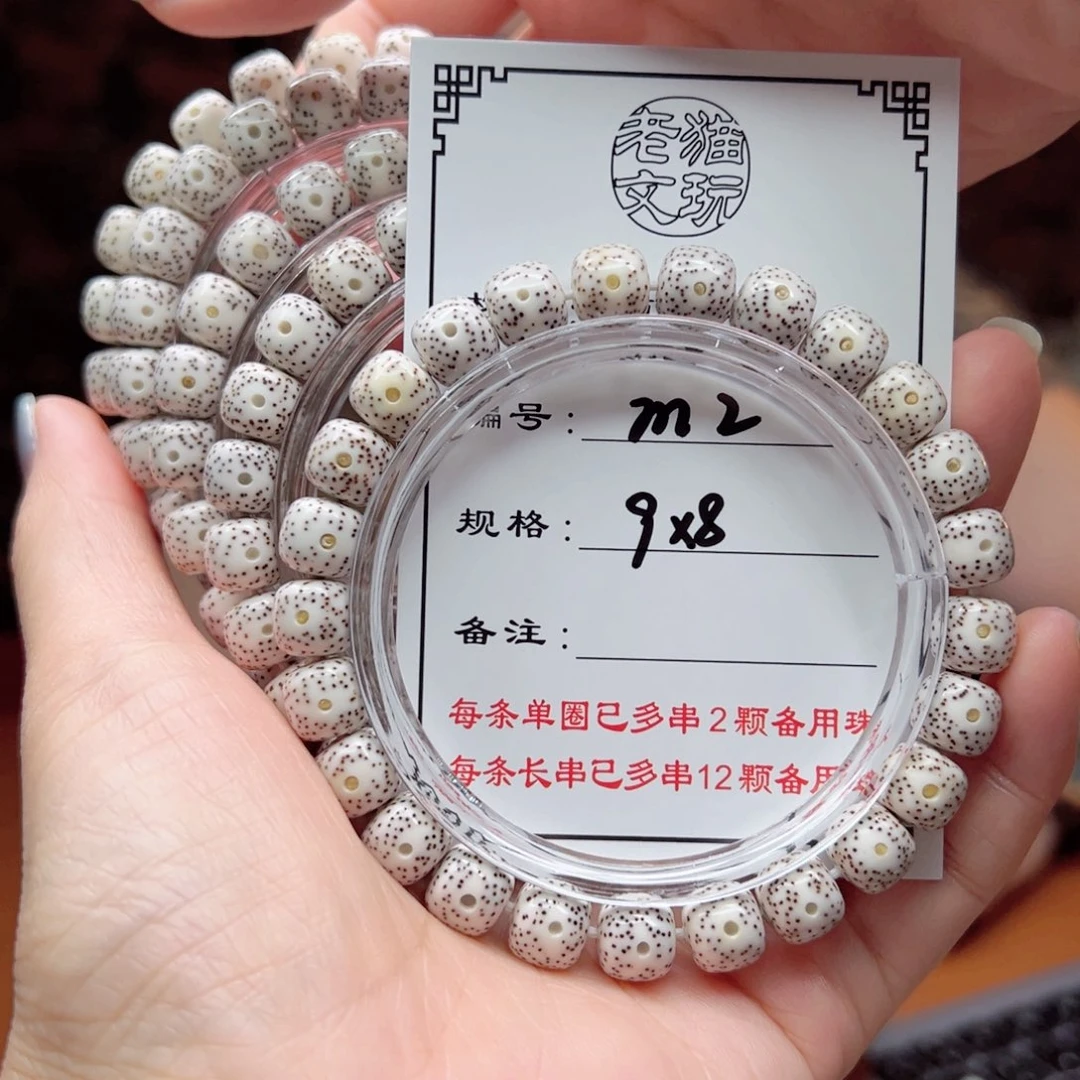 老猫
文玩
编号: m2
规格: 9x8
备注:
每条单圈已多串2颗备用珠
每条长串已多串12颗备用